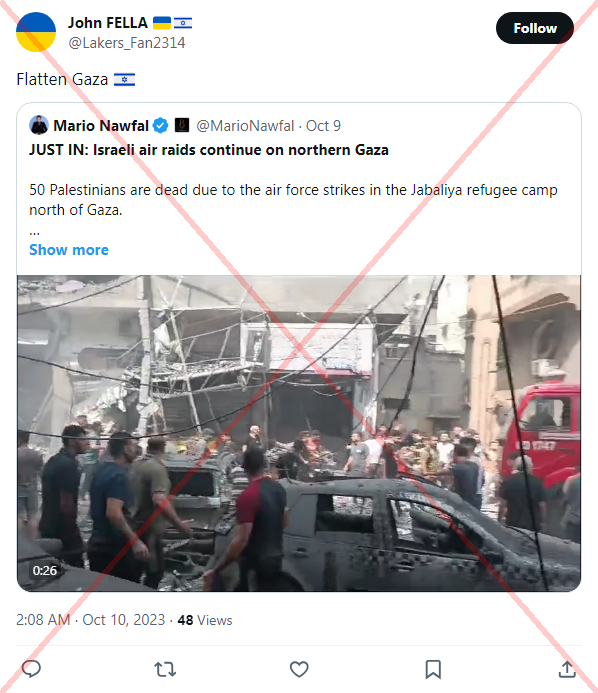 John FELLA 🇺🇦🇮🇱
@Lakers_Fan2314
Follow
Flatten Gaza 🇮🇱
Mario Nawfal @MarioNawfal · Oct 9
JUST IN: Israeli air raids continue on northern Gaza
50 Palestinians are dead due to the air force strikes in the Jabaliya refugee camp
north of Gaza.
...
Show more
1747
0:26
2:08 AM · Oct 10, 2023 · 48 Views